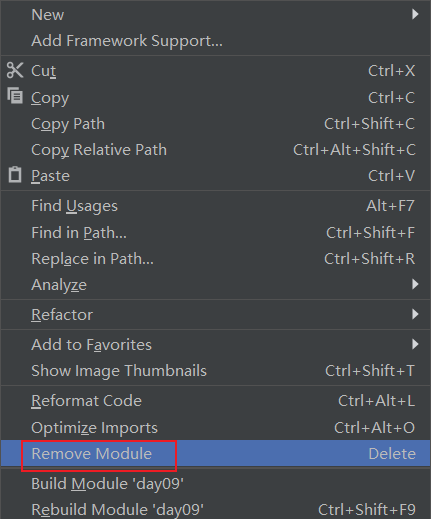 New
Add Framework Support...
Cut Ctrl+X
Copy Ctrl+C
Copy Path Ctrl+Shift+C
Copy Relative Path Ctrl+Alt+Shift+C
Paste Ctrl+V
Find Usages Alt+F7
Find in Path... Ctrl+Shift+F
Replace in Path... Ctrl+Shift+R
Analyze
Refactor
Add to Favorites
Show Image Thumbnails Ctrl+Shift+T
Reformat Code Ctrl+Alt+L
Optimize Imports Ctrl+Alt+O
Remove Module Delete
Build Module 'day09'
Rebuild Module 'day09' Ctrl+Shift+F9